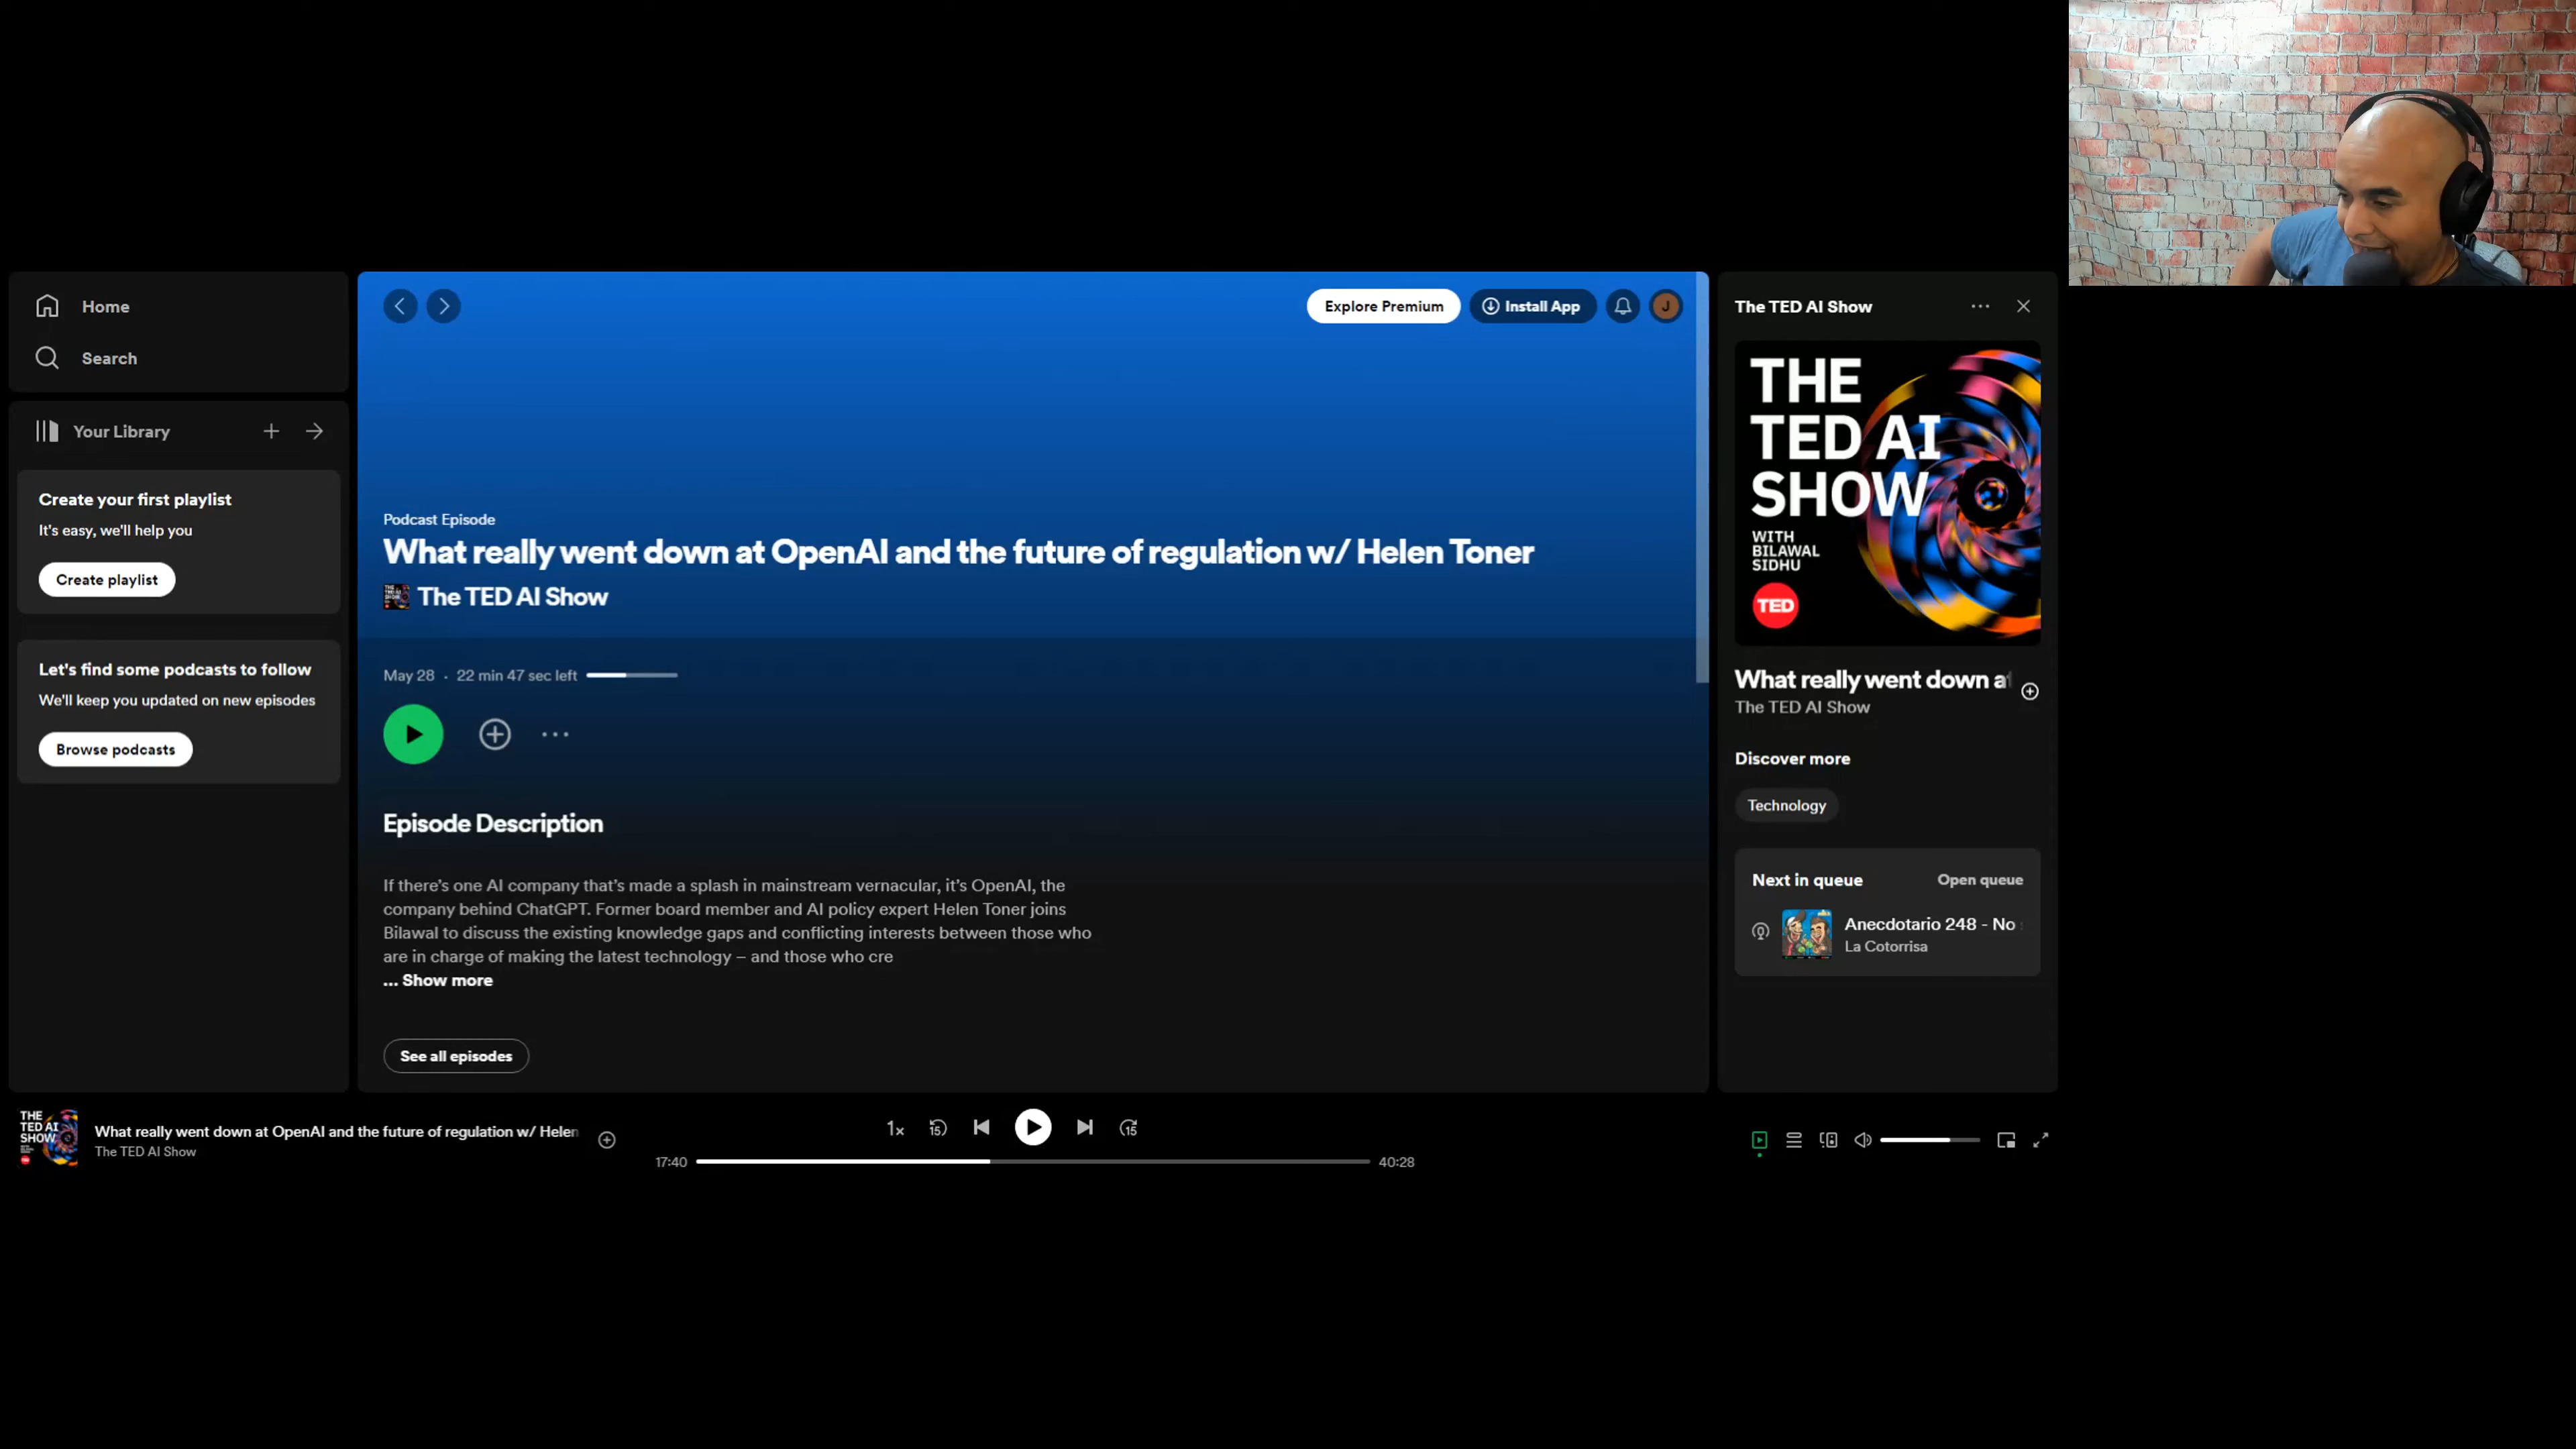 Home
Search
Your Library
Create your first playlist
It's easy, we'll help you
Create playlist
Let's find some podcasts to follow
We'll keep you updated on new episodes
Browse podcasts
Explore Premium
Install App
J
Podcast Episode
What really went down at OpenAI and the future of regulation w/ Helen Toner
The TED AI Show
May 28 · 22 min 47 sec left
Episode Description
If there's one AI company that's made a splash in mainstream vernacular, it's OpenAI, the
company behind ChatGPT. Former board member and AI policy expert Helen Toner joins
Bilawal to discuss the existing knowledge gaps and conflicting interests between those who
are in charge of making the latest technology – and those who cre
... Show more
See all episodes
The TED AI Show
THE
TED AI
SHOW
WITH
BILAWAL
SIDHU
TED
What really went down a
The TED AI Show
Discover more
Technology
Next in queue
Open queue
Anecdotario 248 - No
La Cotorrisa
THE
TED AI
SHOW
What really went down at OpenAI and the future of regulation w/ Helen
The TED AI Show
1x
15
15
17:40
40:28